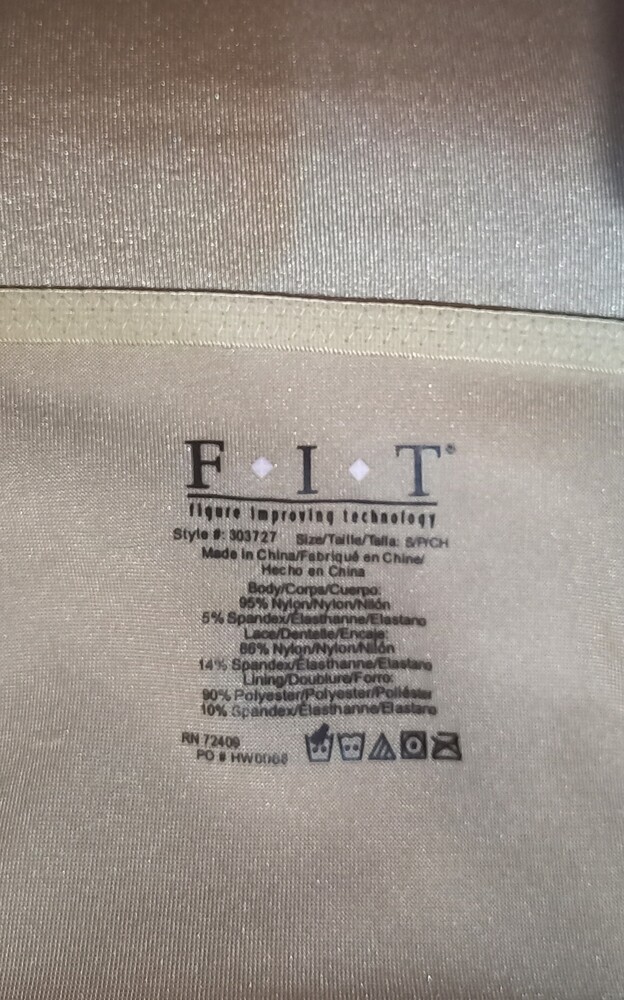 F ◆ I ◆ T®
figure improving technology
Style #: 303727 Size/Taille/Talla: S/P/CH
Made in China/Fabriqué en Chine/
Hecho en China
Body/Corps/Cuerpo:
95% Nylon/Nylon/Nilón
5% Spandex/Élasthanne/Elastano
Lace/Dentelle/Encaje:
86% Nylon/Nylon/Nilón
14% Spandex/Élasthanne/Elastano
Lining/Doublure/Forro:
90% Polyester/Polyester/Poliéster
10% Spandex/Élasthanne/Elastano
RN 72409
PO #